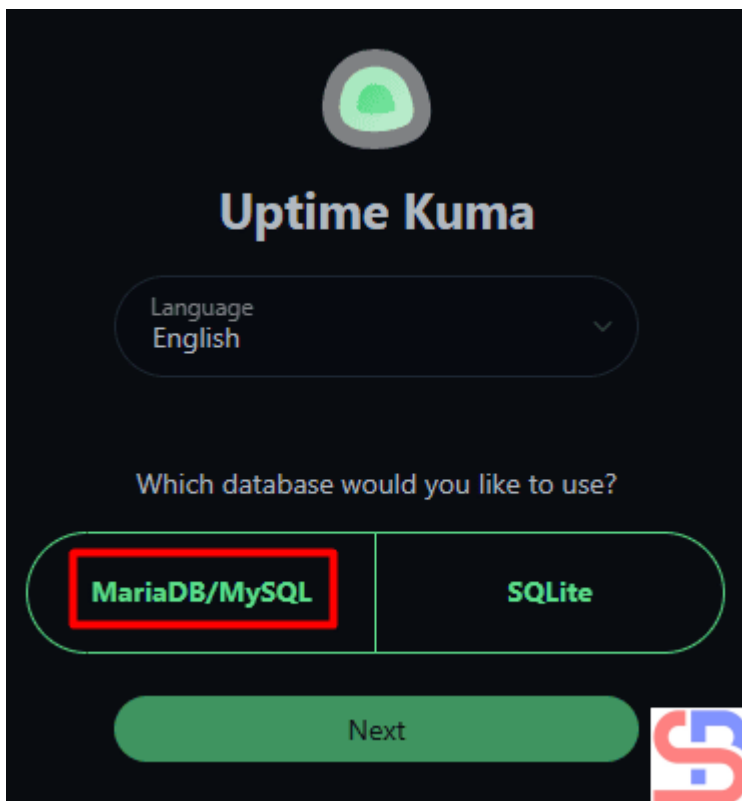 Uptime Kuma
Language
English
Which database would you like to use?
MariaDB/MySQL
SQLite
Next